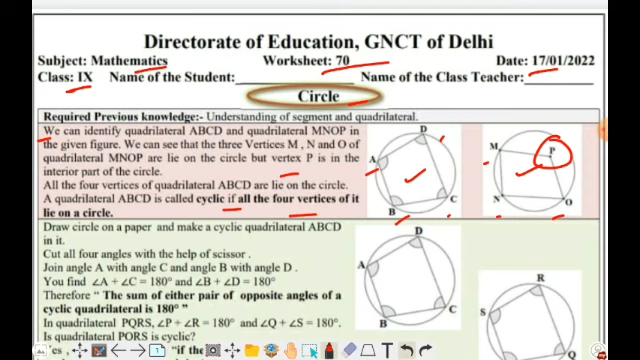 Directorate of Education, GNCT of Delhi
Subject: Mathematics Worksheet: 70 Date: 17/01/2022
Class: IX Name of the Student: Name of the Class Teacher:
Circle
Required Previous knowledge:- Understanding of segment and quadrilateral.
We can identify quadrilateral ABCD and quadrilateral MNOP in
the given figure. We can see that the three Vertices M , N and O of
quadrilateral MNOP are lie on the circle but vertex P is in the
interior part of the circle.
All the four vertices of quadrilateral ABCD are lie on the circle.
A quadrilateral ABCD is called cyclic if all the four vertices of it
lie on a circle.
D
A
B
C
M
P
N
O
Draw circle on a paper and make a cyclic quadrilateral ABCD
in it.
Cut all four angles with the help of scissor.
Join angle A with angle C and angle B with angle D .
You find ∠A + ∠C = 180° and ∠B + ∠D = 180°.
Therefore " The sum of either pair of opposite angles of a
cyclic quadrilateral is 180° "
In quadrilateral PQRS, ∠P + ∠R = 180° and ∠Q + ∠S = 180°.
Is quadrilateral PQRS is cyclic?
"if the
D
A
B
C
R
S